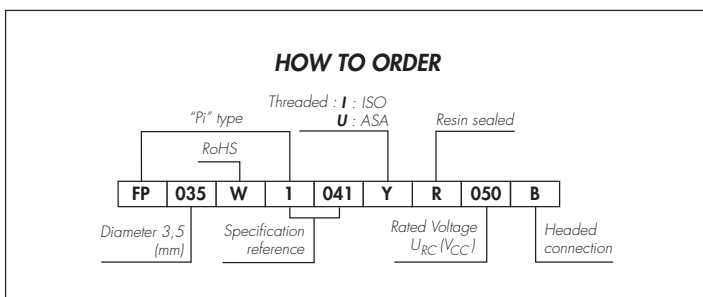 HOW TO ORDER
Threaded : I : ISO
U : ASA
"Pi" type
Resin sealed
RoHS
FP 035 W 1 041 Y R 050 B
Diameter 3,5
(mm)
Specification
reference
Rated Voltage
URC (VCC)
Headed
connection